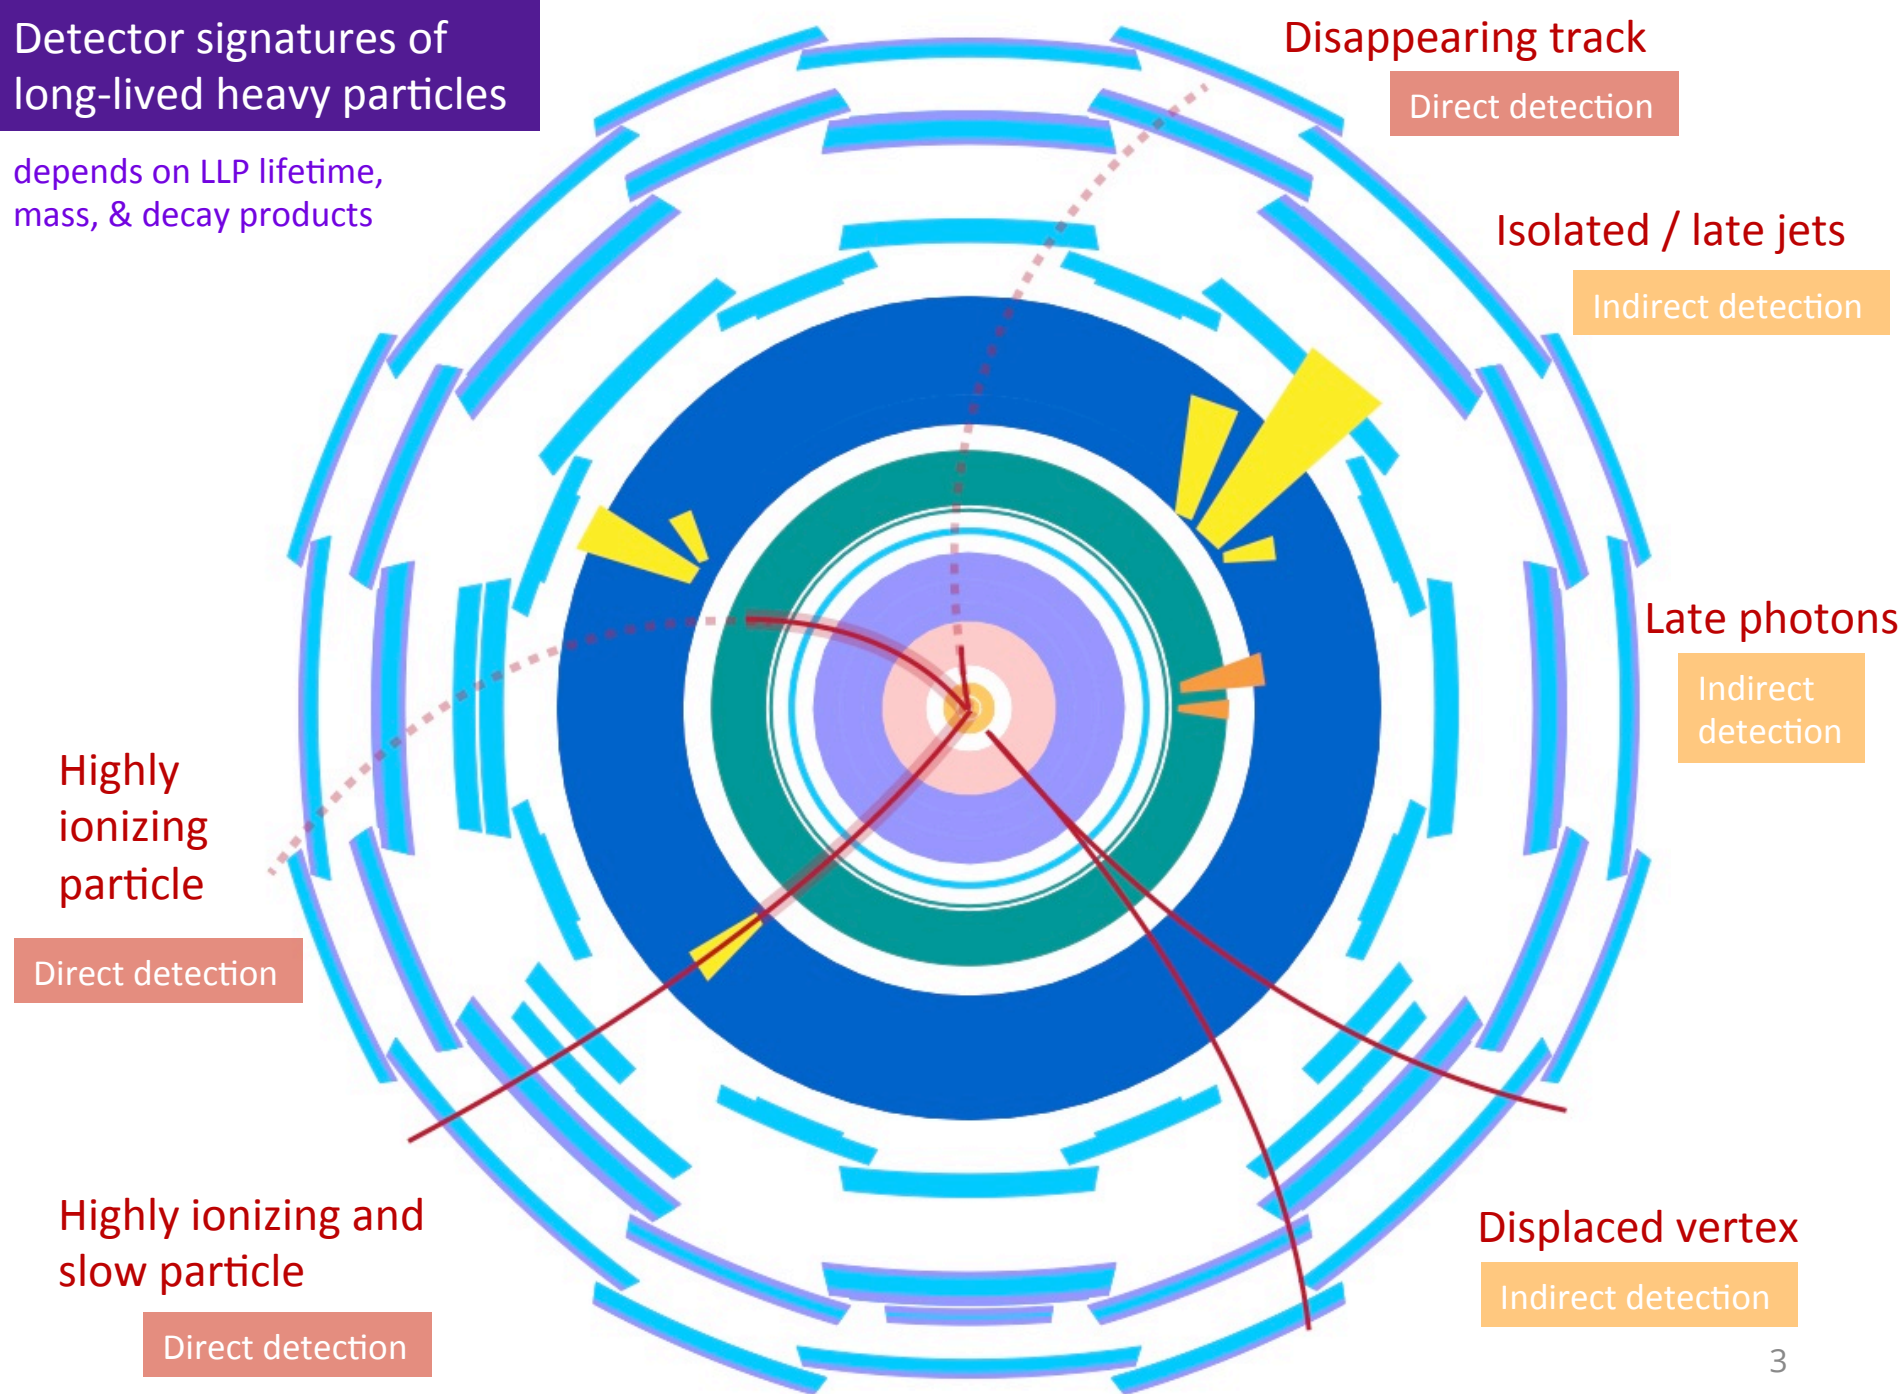 Detector signatures of
long-lived heavy particles
depends on LLP lifetime,
mass, & decay products
Disappearing track
Direct detection
Isolated / late jets
Indirect detection
Late photons
Indirect
detection
Highly
ionizing
particle
Direct detection
Highly ionizing and
slow particle
Direct detection
Displaced vertex
Indirect detection
3